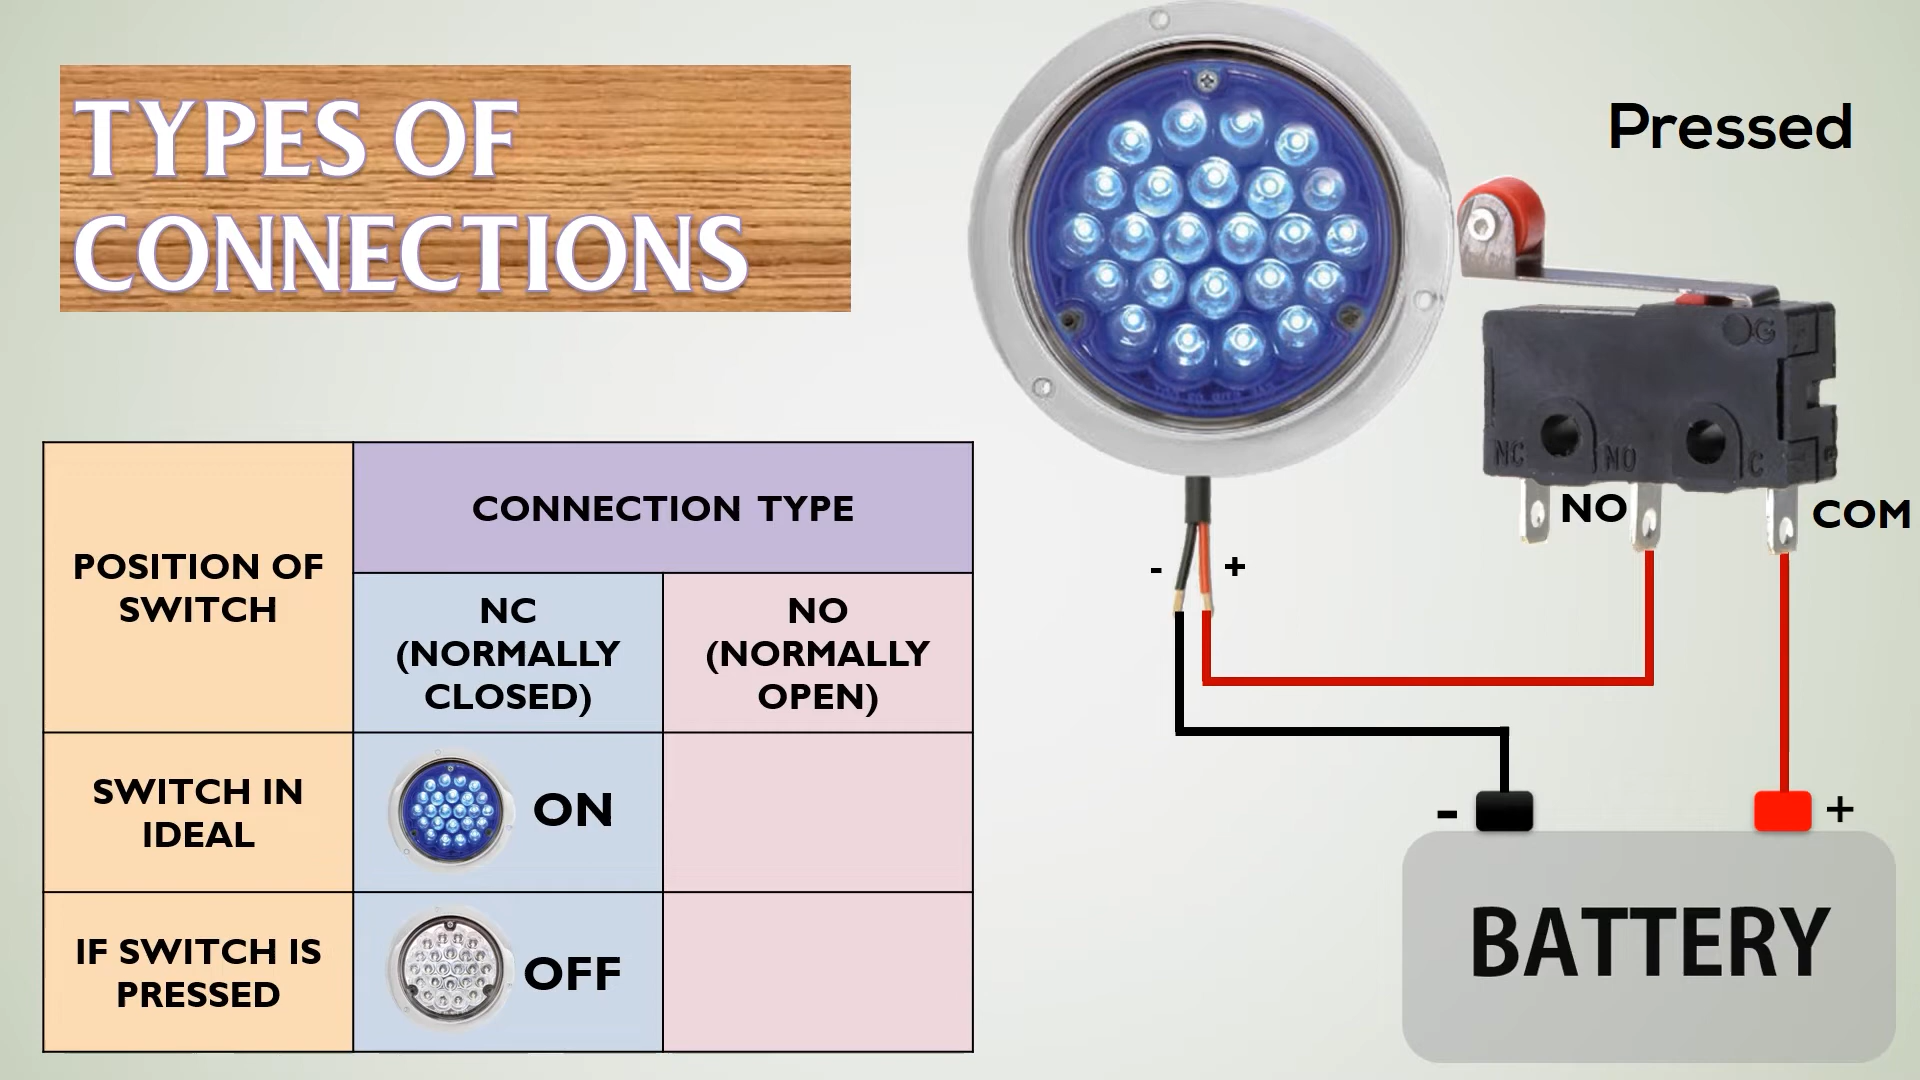 TYPES OF
CONNECTIONS
Pressed
G
NC
NO
C
NO
COM
-
+
-
+
BATTERY
POSITION OF
SWITCH
CONNECTION TYPE
NC
(NORMALLY
CLOSED)
NO
(NORMALLY
OPEN)
SWITCH IN
IDEAL
ON
IF SWITCH IS
PRESSED
OFF